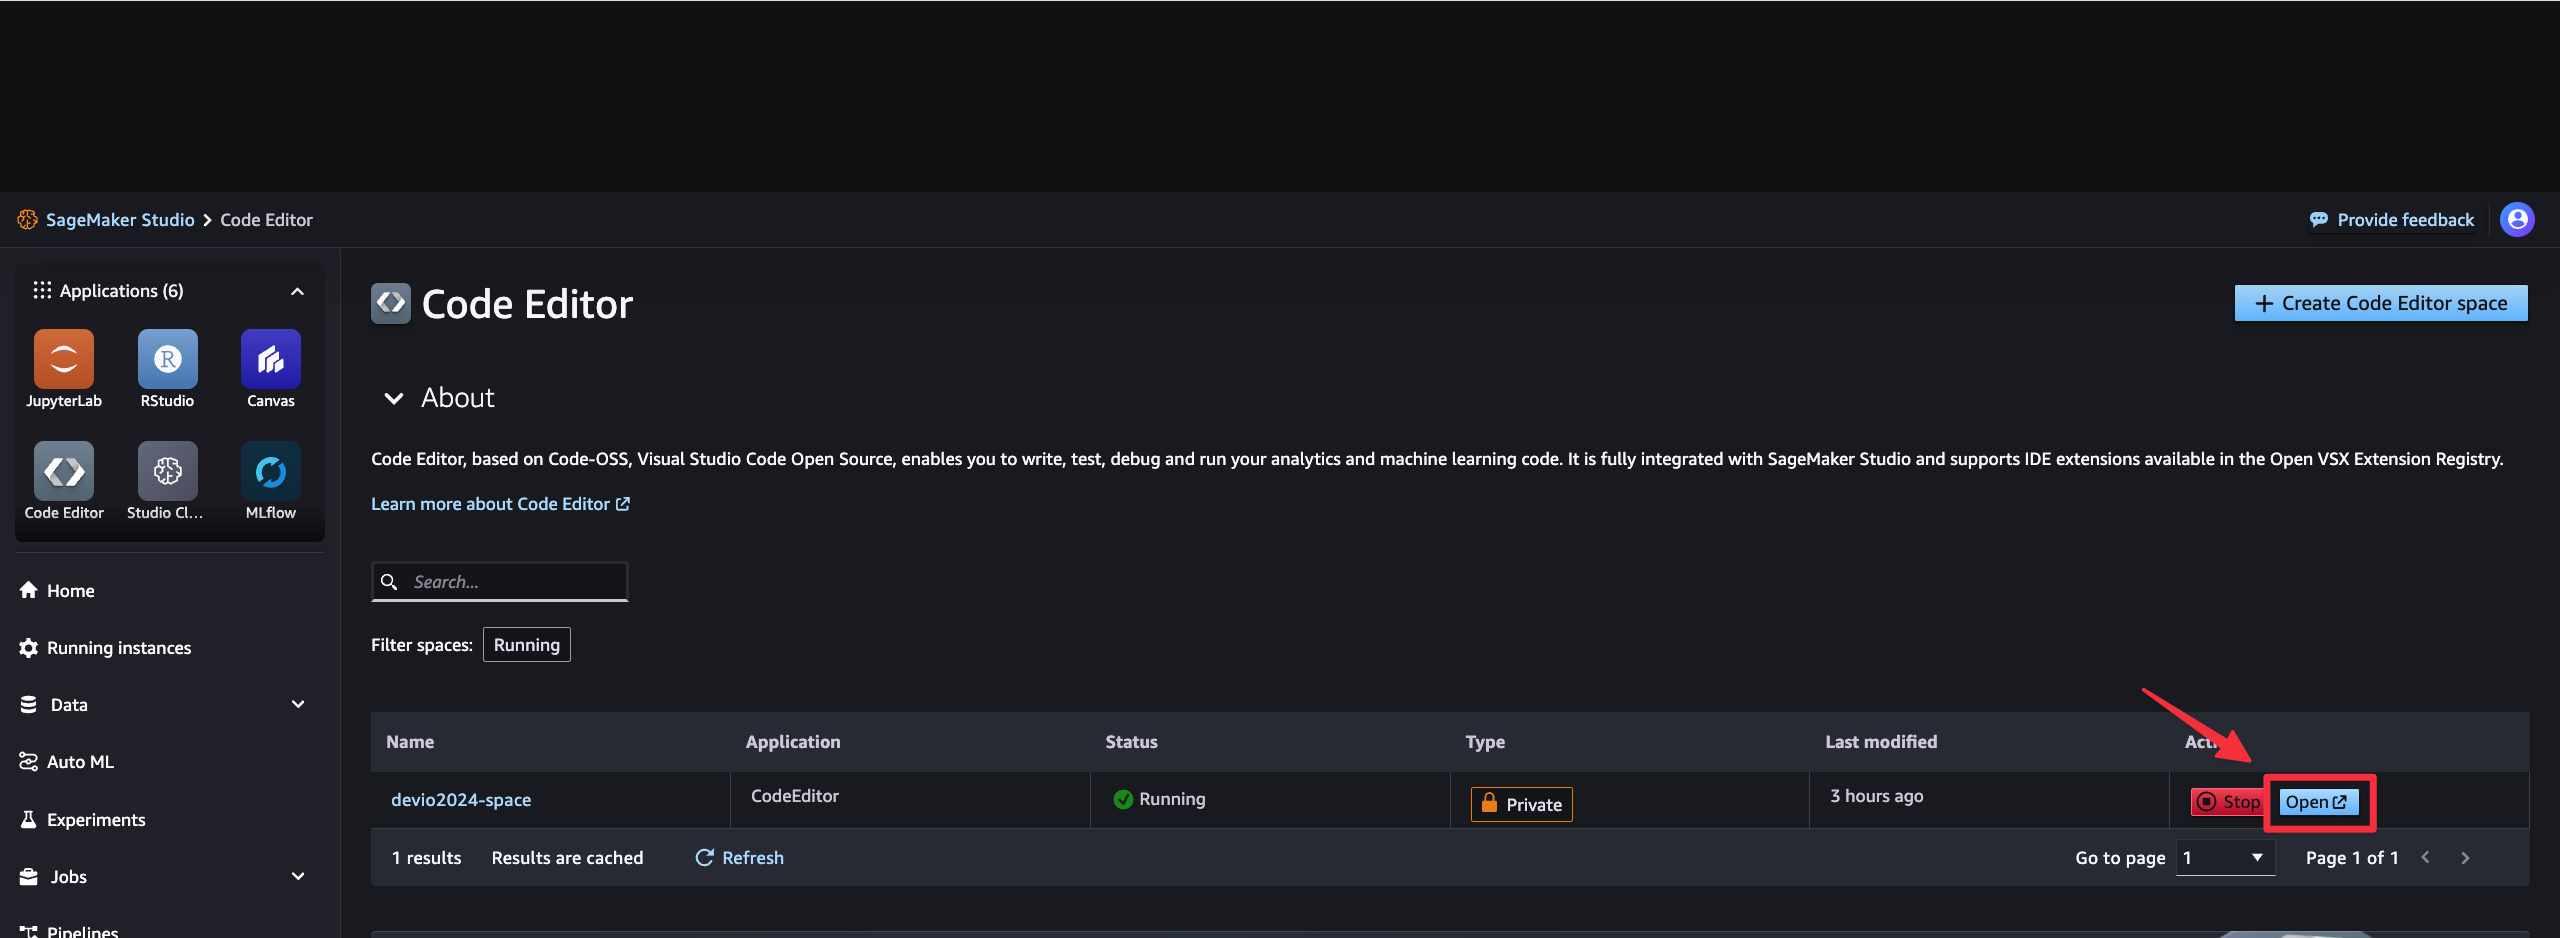 SageMaker Studio > Code Editor
Provide feedback
Applications (6)
JupyterLab
RStudio
Canvas
Code Editor
Studio Cl...
MLflow
Home
Running instances
Data
Auto ML
Experiments
Jobs
Pipelines
Code Editor
+ Create Code Editor space
About
Code Editor, based on Code-OSS, Visual Studio Code Open Source, enables you to write, test, debug and run your analytics and machine learning code. It is fully integrated with SageMaker Studio and supports IDE extensions available in the Open VSX Extension Registry.
Learn more about Code Editor
Search...
Filter spaces: Running
Name Application Status Type Last modified
devio2024-space CodeEditor Running Private 3 hours ago Stop Open
1 results Results are cached Refresh Go to page 1 Page 1 of 1